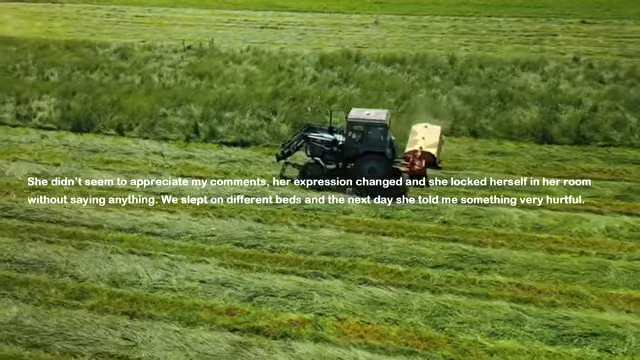 She didn't seem to appreciate my comments, her expression changed and she locked herself in her room
without saying anything. We slept on different beds and the next day she told me something very hurtful.